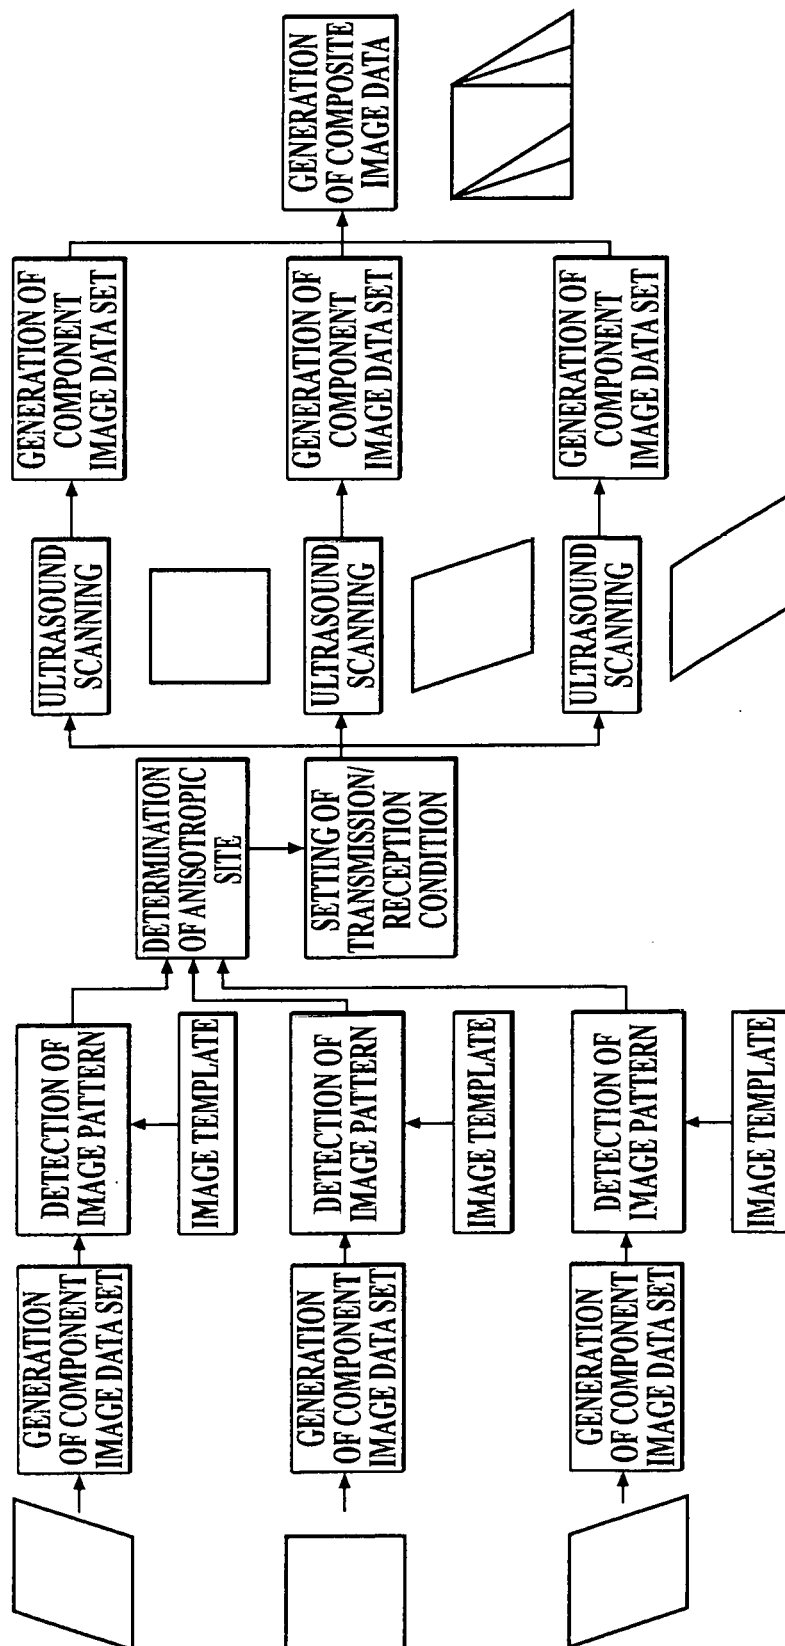 GENERATION
OF COMPONENT
IMAGE DATA SET
DETECTION OF
IMAGE PATTERN
IMAGE TEMPLATE
GENERATION
OF COMPONENT
IMAGE DATA SET
DETECTION OF
IMAGE PATTERN
IMAGE TEMPLATE
GENERATION
OF COMPONENT
IMAGE DATA SET
DETECTION OF
IMAGE PATTERN
IMAGE TEMPLATE
DETERMINATION
OF ANISOTROPIC
SITE
SETTING OF
TRANSMISSION/
RECEPTION
CONDITION
ULTRASOUND
SCANNING
GENERATION OF
COMPONENT
IMAGE DATA SET
ULTRASOUND
SCANNING
GENERATION OF
COMPONENT
IMAGE DATA SET
ULTRASOUND
SCANNING
GENERATION OF
COMPONENT
IMAGE DATA SET
GENERATION
OF COMPOSITE
IMAGE DATA